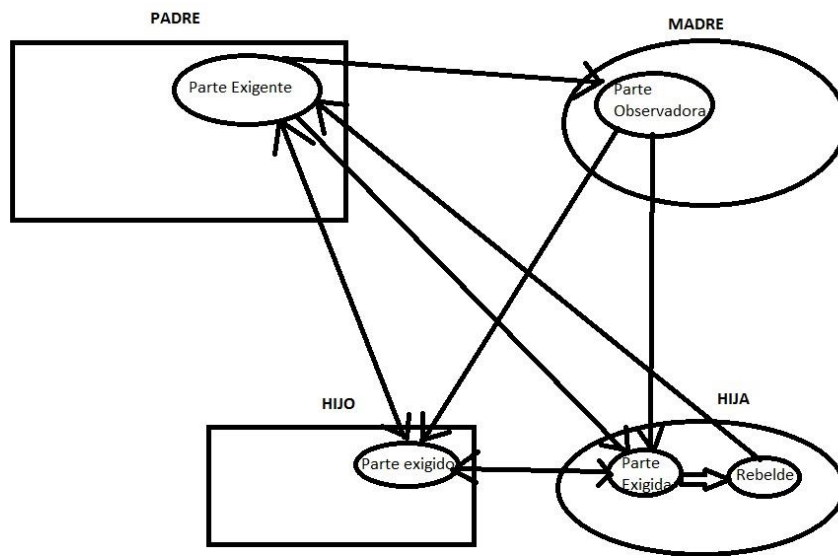 PADRE
MADRE
Parte Exigente
Parte
Observadora
HIJO
HIJA
Parte exigido
Parte
Exigida
Rebelde